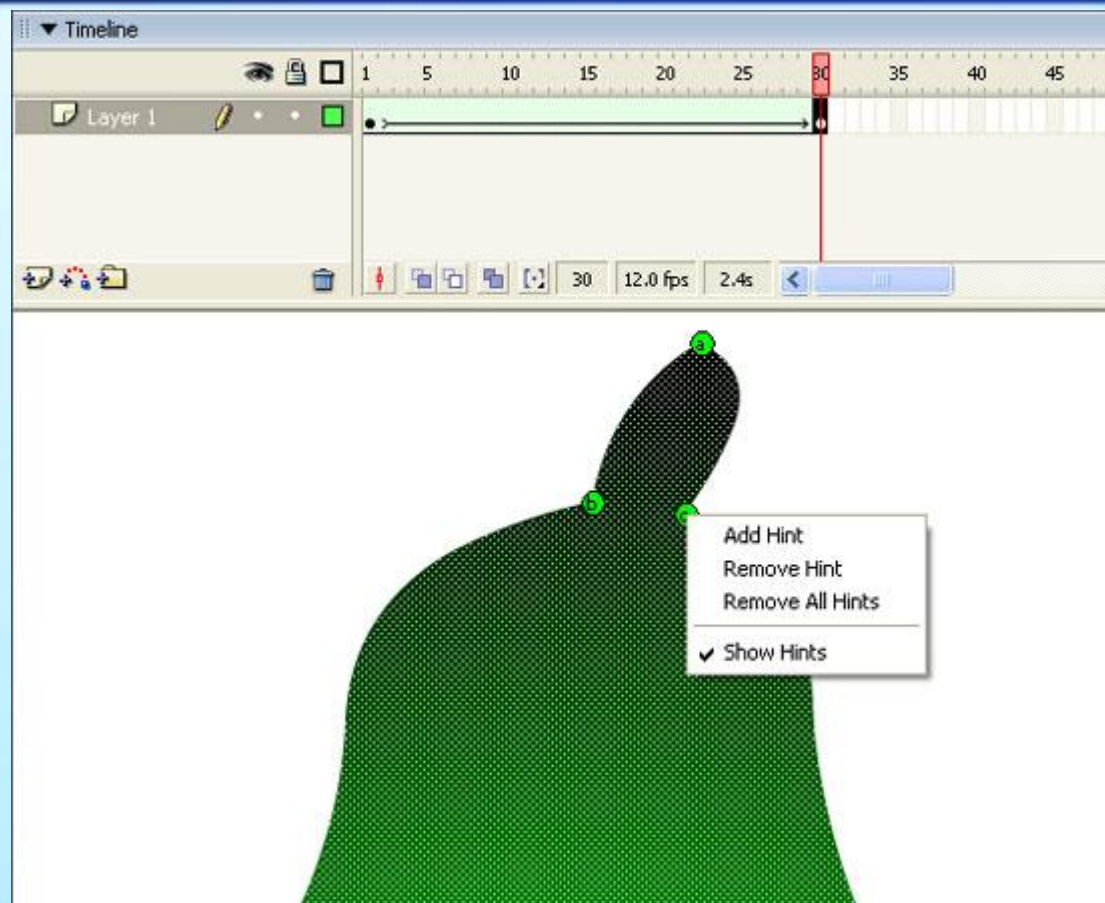 Timeline
1 5 10 15 20 25 30 35 40 45
Layer 1
30 12.0 fps 2.4s
a
b
Add Hint
Remove Hint
Remove All Hints
Show Hints